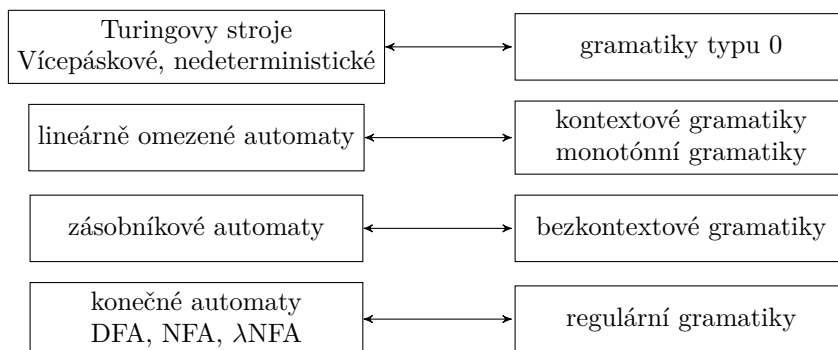 Turingovy stroje
Vícepáskové, nedeterministické
gramatiky typu 0
lineárně omezené automaty
kontextové gramatiky
monotónní gramatiky
zásobníkové automaty
bezkontextové gramatiky
konečné automaty
DFA, NFA, λNFA
regulární gramatiky